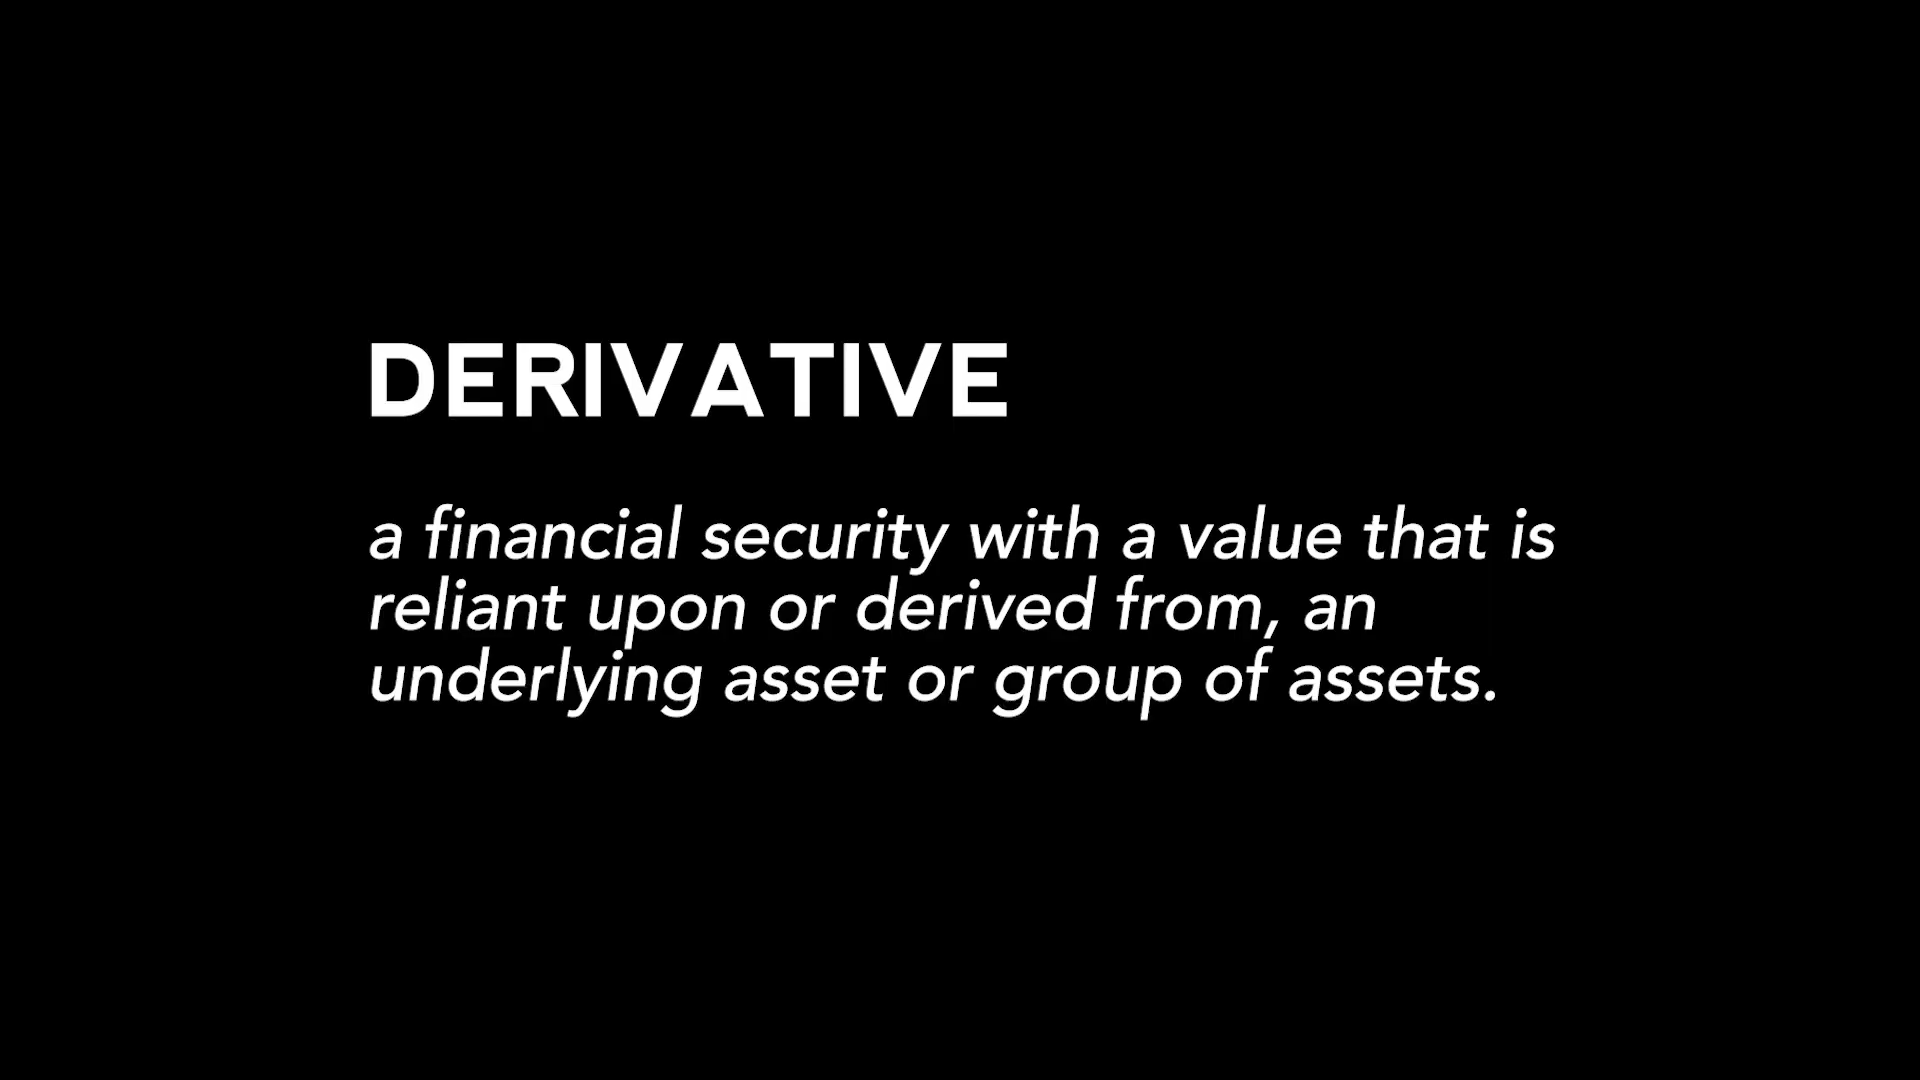 DERIVATIVE
a financial security with a value that is
reliant upon or derived from, an
underlying asset or group of assets.